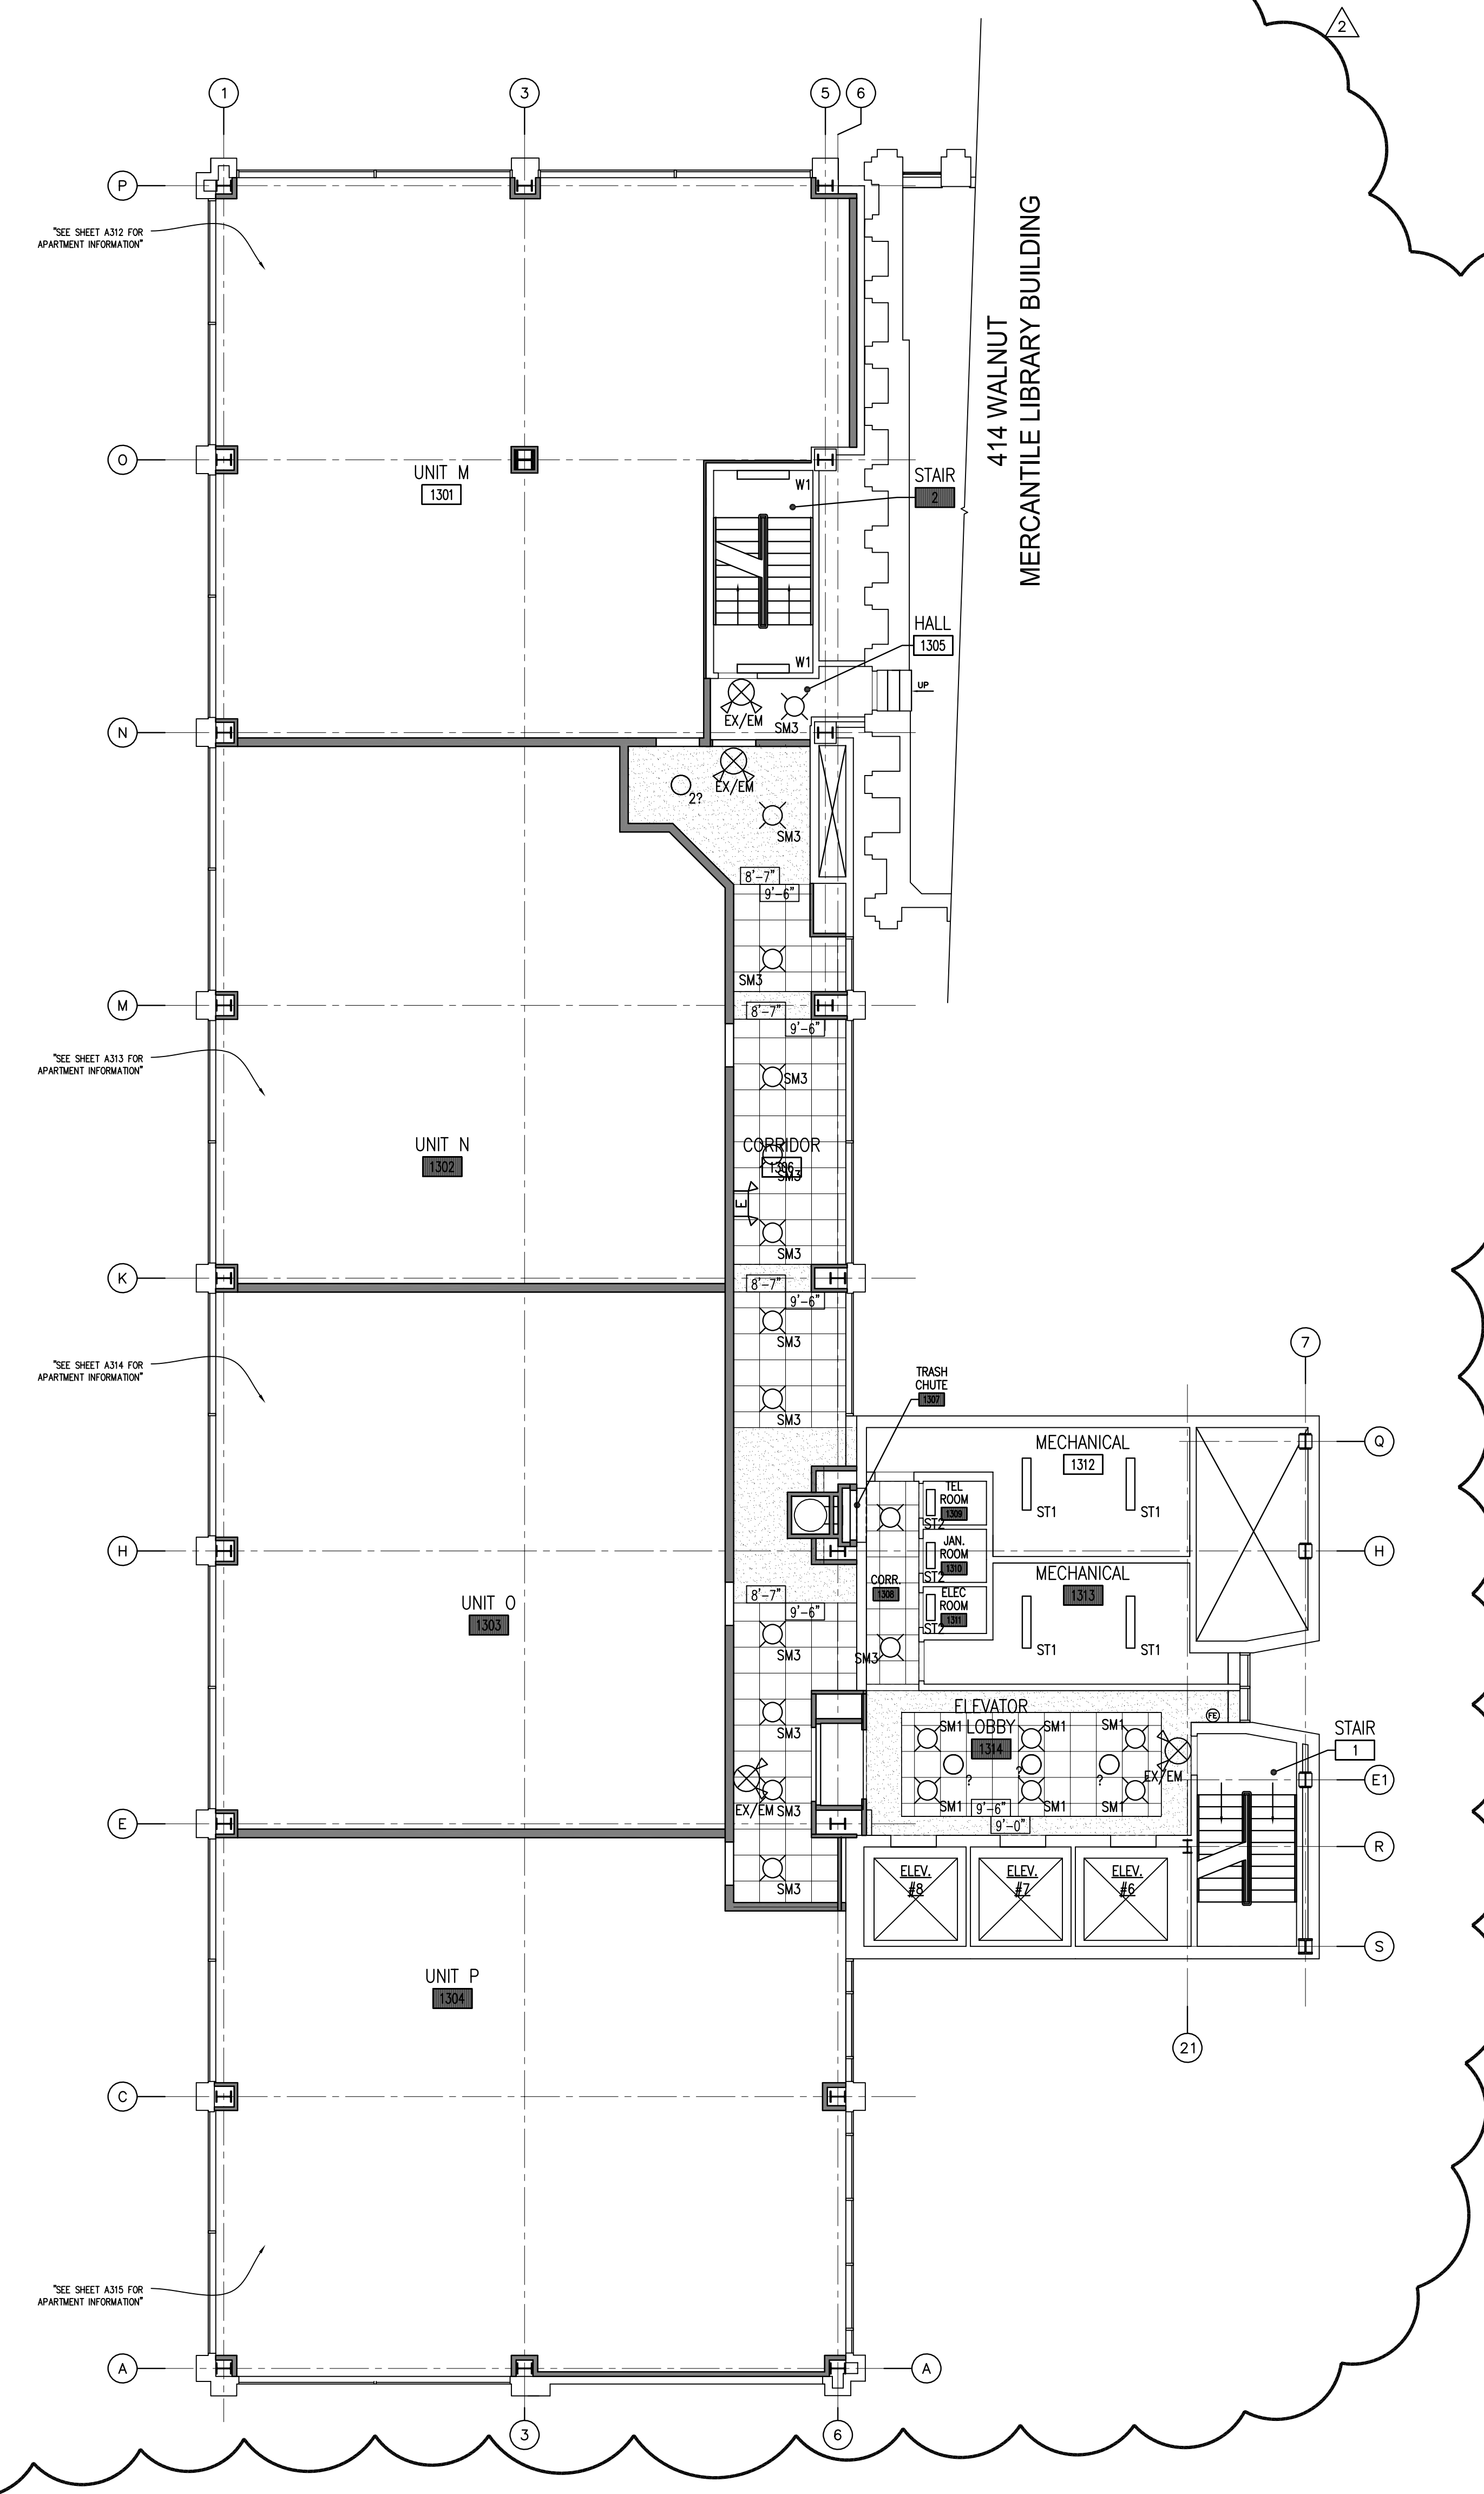 2
1
3
5
6
P
"SEE SHEET A312 FOR
APARTMENT INFORMATION"
414 WALNUT
MERCANTILE LIBRARY BUILDING
O
UNIT M
1301
W1
STAIR
2
HALL
1305
W1
UP
EX/EM
SM3
N
EX/EM
2?
SM3
8'-7"
9'-6"
SM3
M
8'-7"
9'-6"
"SEE SHEET A313 FOR
APARTMENT INFORMATION"
SM3
UNIT N
1302
CORRIDOR
1306
SM3
E
SM3
K
8'-7"
9'-6"
SM3
"SEE SHEET A314 FOR
APARTMENT INFORMATION"
7
TRASH
CHUTE
1307
SM3
Q
MECHANICAL
1312
ST1
ST1
TEL
ROOM
1309
ST2
H
H
JAN.
ROOM
1310
ST2
MECHANICAL
1313
CORR.
1308
ELEC
ROOM
1311
ST2
8'-7"
9'-6"
UNIT O
1303
SM3
SM3
ST1
ST1
ELEVATOR
LOBBY
1314
FE
SM3
SM1
SM1
SM1
STAIR
1
?
?
?
EX/EM
E1
EX/EM
SM3
SM1
SM1
SM1
9'-6"
9'-0"
E
R
SM3
ELEV.
#8
ELEV.
#7
ELEV.
#6
S
UNIT P
1304
21
C
"SEE SHEET A315 FOR
APARTMENT INFORMATION"
A
A
3
6